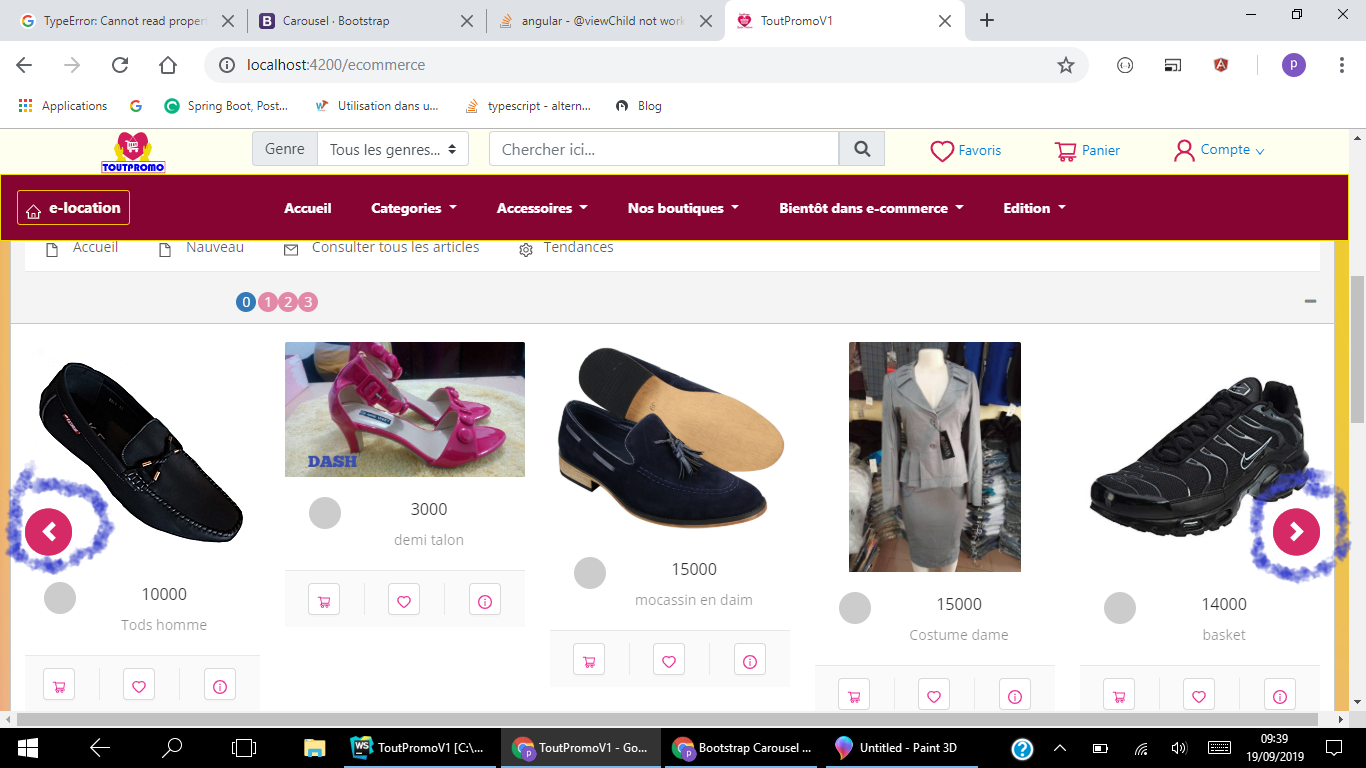 TypeError: Cannot read propert
Carousel · Bootstrap
angular - @viewChild not work
ToutPromoV1
localhost:4200/ecommerce
p
Applications
Spring Boot, Post...
Utilisation dans u...
typescript - altern...
Blog
TOUTPROMO
Genre
Tous les genres...
Chercher ici...
Favoris
Panier
Compte
e-location
Accueil
Categories
Accessoires
Nos boutiques
Bientôt dans e-commerce
Edition
Accueil
Nauveau
Consulter tous les articles
Tendances
0 1 2 3
DASH
10000
Tods homme
3000
demi talon
15000
mocassin en daim
15000
Costume dame
14000
basket
ToutPromoV1 [C:\...
ToutPromoV1 - Go...
Bootstrap Carousel ...
Untitled - Paint 3D
09:39
19/09/2019